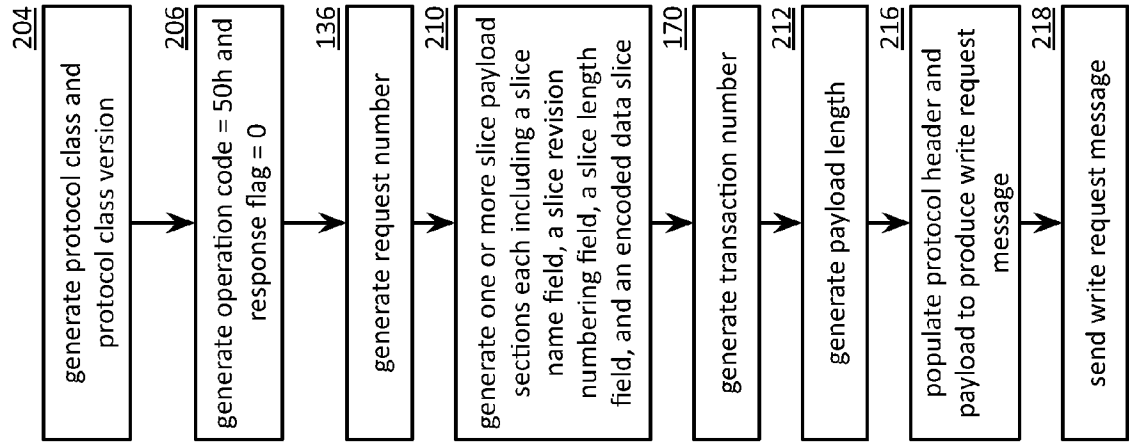 204
generate protocol class and
protocol class version
206
generate operation code = 50h and
response flag = 0
136
generate request number
210
generate one or more slice payload
sections each including a slice
name field, a slice revision
numbering field, a slice length
field, and an encoded data slice
170
generate transaction number
212
generate payload length
216
populate protocol header and
payload to produce write request
message
218
send write request message